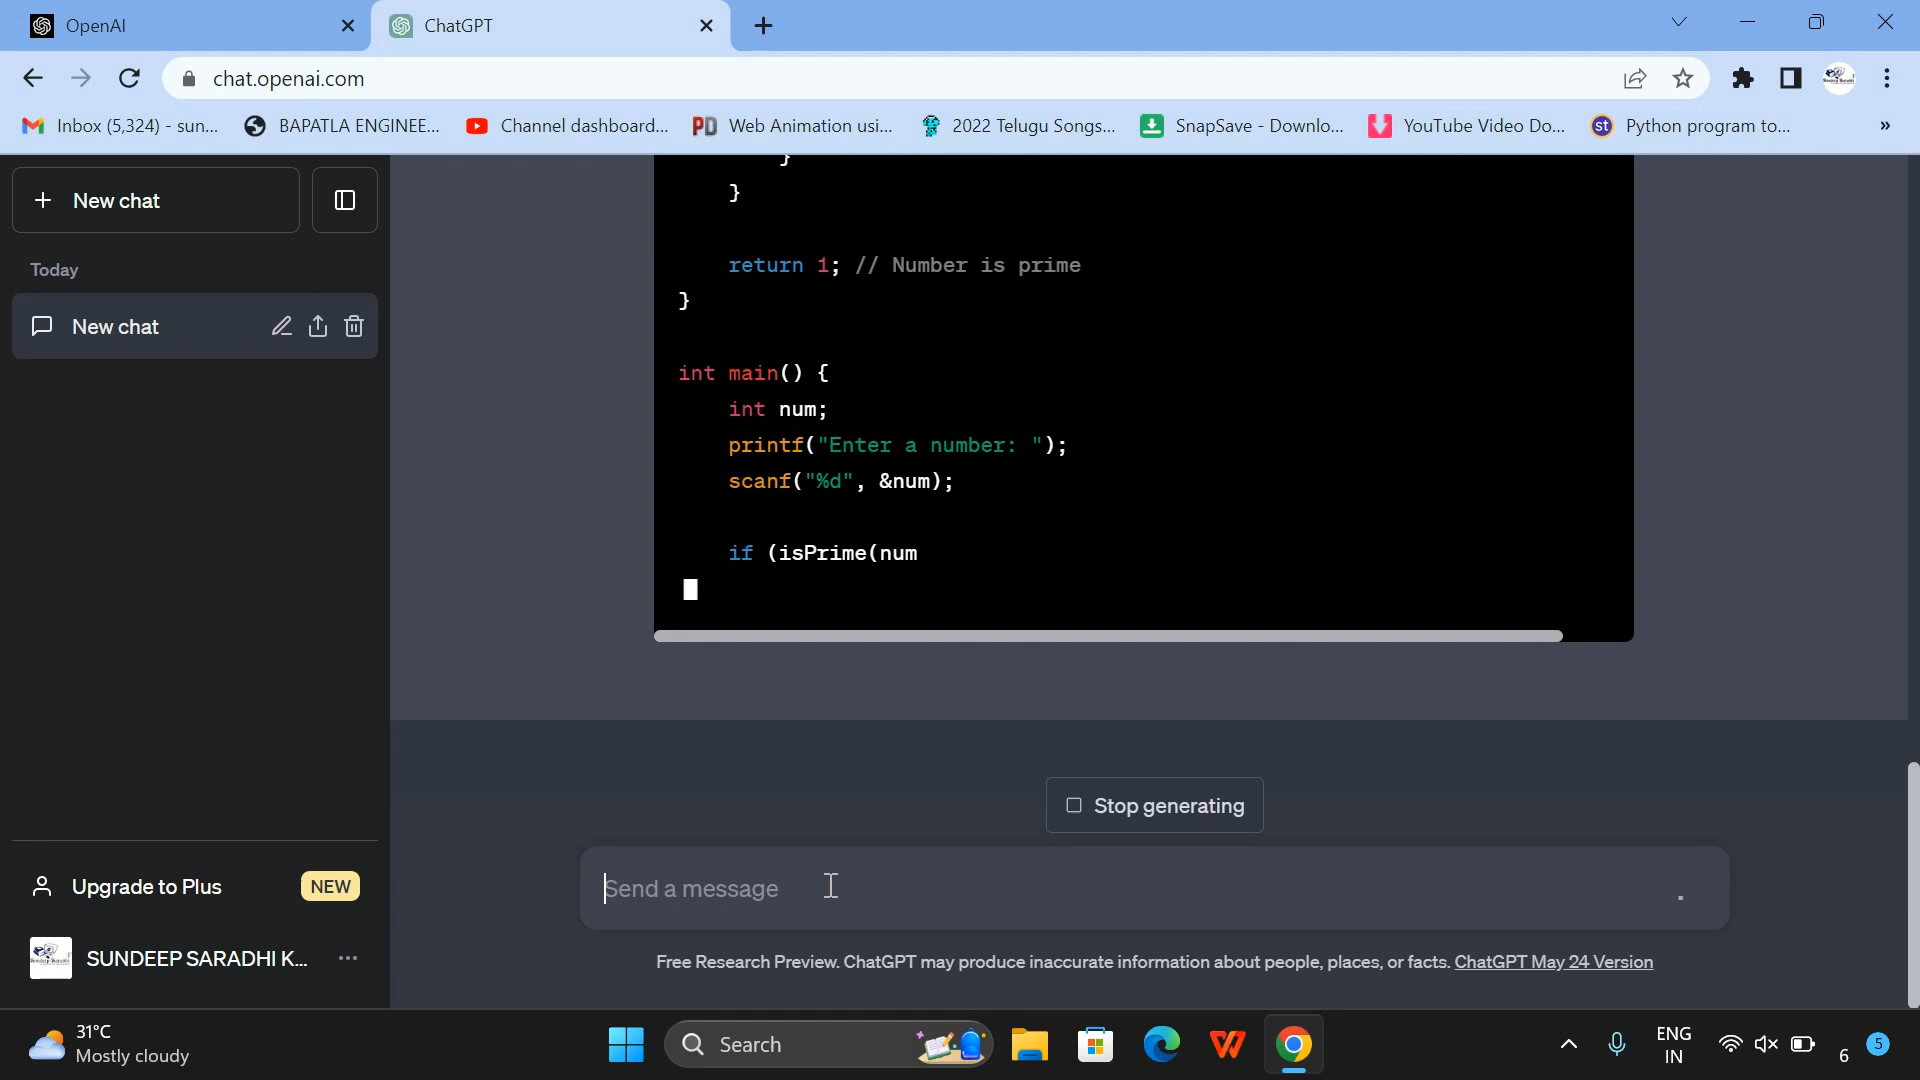 OpenAI
ChatGPT
chat.openai.com
Inbox (5,324) - sun...
BAPATLA ENGINEE...
Channel dashboard...
PD
Web Animation usi...
2022 Telugu Songs...
SnapSave - Downlo...
YouTube Video Do...
st
Python program to...
»
New chat
Today
New chat
}
}
return 1; // Number is prime
}
int main() {
int num;
printf("Enter a number: ");
scanf("%d", &num);
if (isPrime(num
Stop generating
Send a message
Upgrade to Plus
NEW
SUNDEEP SARADHI K...
Free Research Preview. ChatGPT may produce inaccurate information about people, places, or facts. ChatGPT May 24 Version
31°C
Mostly cloudy
Search
ENG
IN
6
5